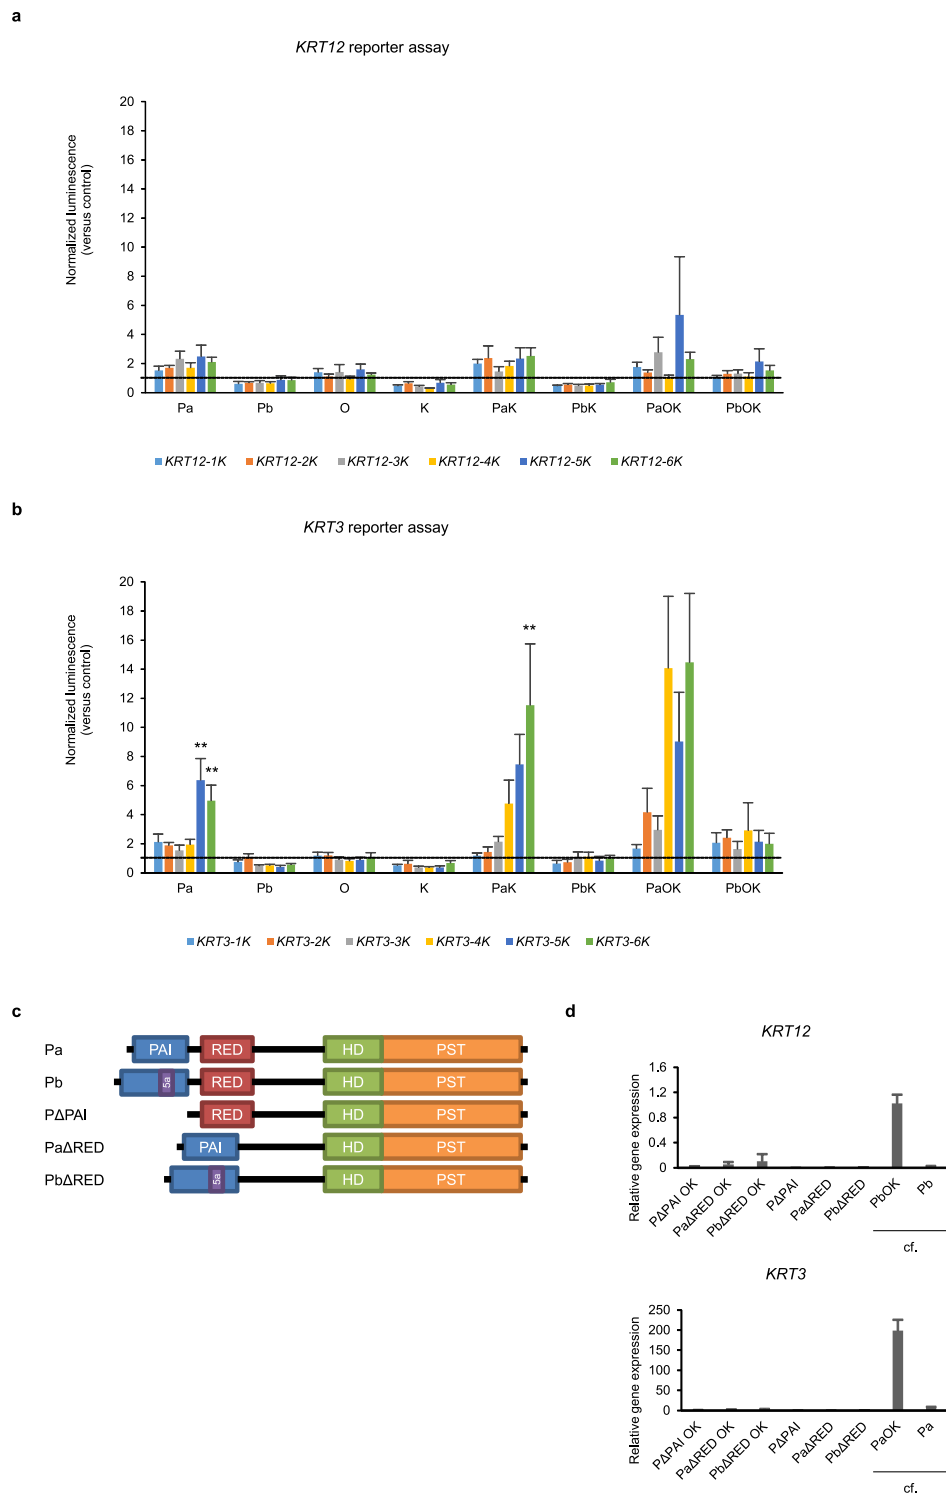 a
KRT12 reporter assay
Normalized luminescence
(versus control)
20
18
16
14
12
10
8
6
4
2
0
Pa Pb O K PaK PbK PaOK PbOK
KRT12-1K KRT12-2K KRT12-3K KRT12-4K KRT12-5K KRT12-6K
b
KRT3 reporter assay
Normalized luminescence
(versus control)
20
18
16
14
12
10
8
6
4
2
0
**
**
**
Pa Pb O K PaK PbK PaOK PbOK
KRT3-1K KRT3-2K KRT3-3K KRT3-4K KRT3-5K KRT3-6K
c
Pa PAI RED HD PST
Pb 5a RED HD PST
PΔPAI RED HD PST
PaΔRED PAI HD PST
PbΔRED 5a HD PST
d
KRT12
Relative gene expression
1.6
1.2
0.8
0.4
0
PΔPAI OK PaΔRED OK PbΔRED OK PΔPAI PaΔRED PbΔRED PbOK Pb
cf.
KRT3
Relative gene expression
250
200
150
100
50
0
PΔPAI OK PaΔRED OK PbΔRED OK PΔPAI PaΔRED PbΔRED PaOK Pa
cf.